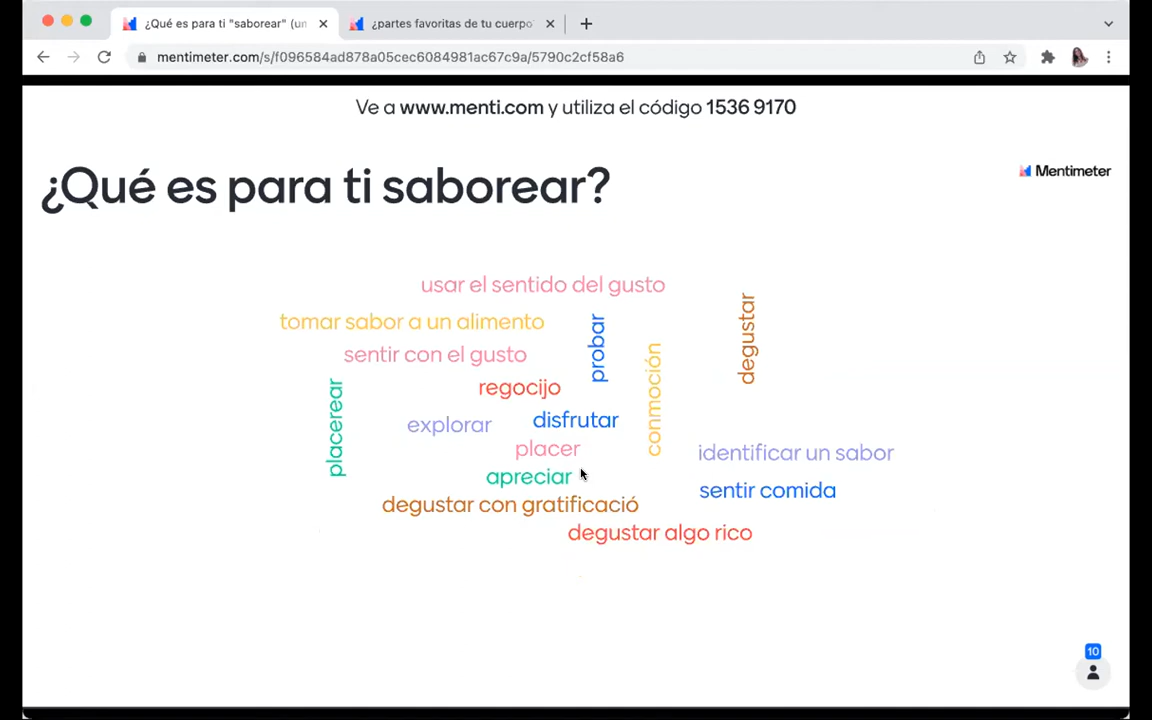 ¿Qué es para ti "saborear" (un
¿partes favoritas de tu cuerpo
mentimeter.com/s/f096584ad878a05cec6084981ac67c9a/5790c2cf58a6
Ve a www.menti.com y utiliza el código 1536 9170
Mentimeter
¿Qué es para ti saborear?
usar el sentido del gusto
tomar sabor a un alimento
probar
degustar
sentir con el gusto
conmoción
regocijo
placerear
explorar
disfrutar
placer
identificar un sabor
apreciar
sentir comida
degustar con gratificació
degustar algo rico
10